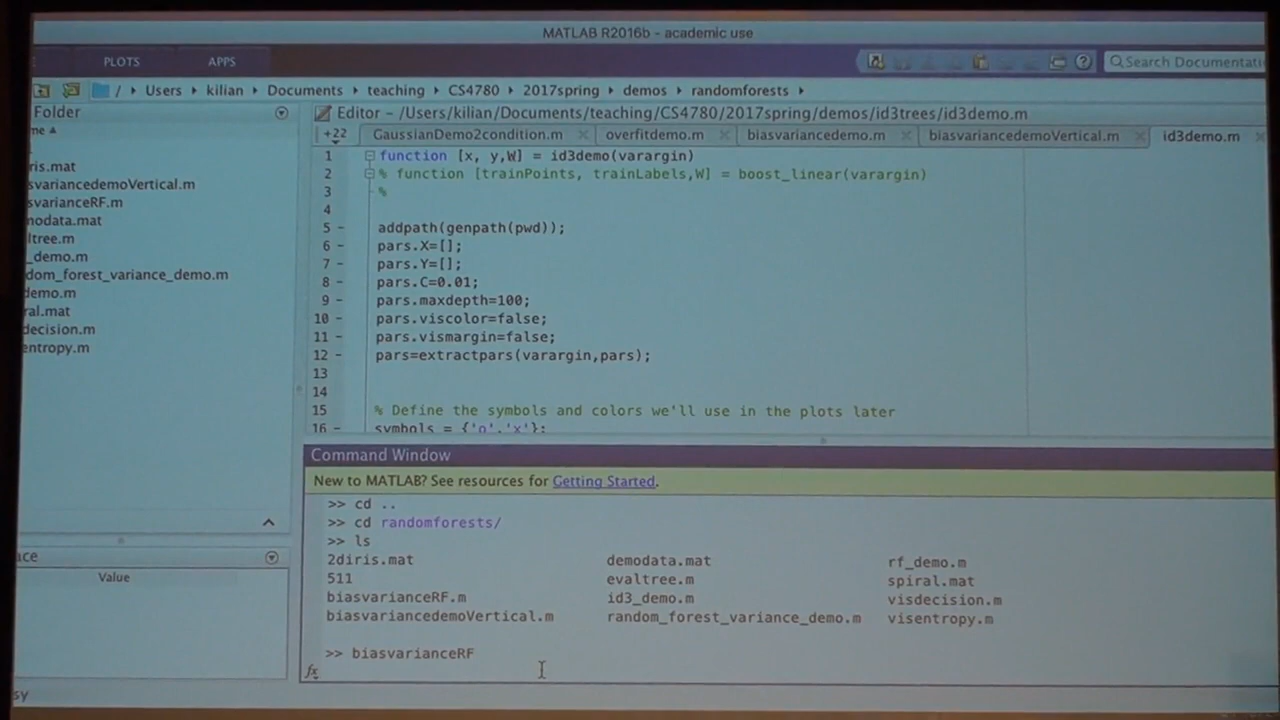 MATLAB R2016b - academic use
PLOTS APPS
Search Documentati
/ Users kilian Documents teaching CS4780 2017spring demos randomforests
Folder
me
ris.mat
svariancedemoVertical.m
svarianceRF.m
modata.mat
ltree.m
_demo.m
dom_forest_variance_demo.m
demo.m
ral.mat
decision.m
entropy.m
Editor - /Users/kilian/Documents/teaching/CS4780/2017spring/demos/id3trees/id3demo.m
+22 GaussianDemo2condition.m overfitdemo.m biasvariancedemo.m biasvariancedemoVertical.m id3demo.m
1 function [x, y,W] = id3demo(varargin)
2 % function [trainPoints, trainLabels,W] = boost_linear(varargin)
3 %
4
5 - addpath(genpath(pwd));
6 - pars.X=[];
7 - pars.Y=[];
8 - pars.C=0.01;
9 - pars.maxdepth=100;
10 - pars.viscolor=false;
11 - pars.vismargin=false;
12 - pars=extractpars(varargin,pars);
13
14
15 % Define the symbols and colors we'll use in the plots later
16 - symbols = {'o','x'};
Command Window
New to MATLAB? See resources for Getting Started.
>> cd ..
>> cd randomforests/
>> ls
2diris.mat demodata.mat rf_demo.m
511 evaltree.m spiral.mat
biasvarianceRF.m id3_demo.m visdecision.m
biasvariancedemoVertical.m random_forest_variance_demo.m visentropy.m
>> biasvarianceRF
fx
ce
Value
sy